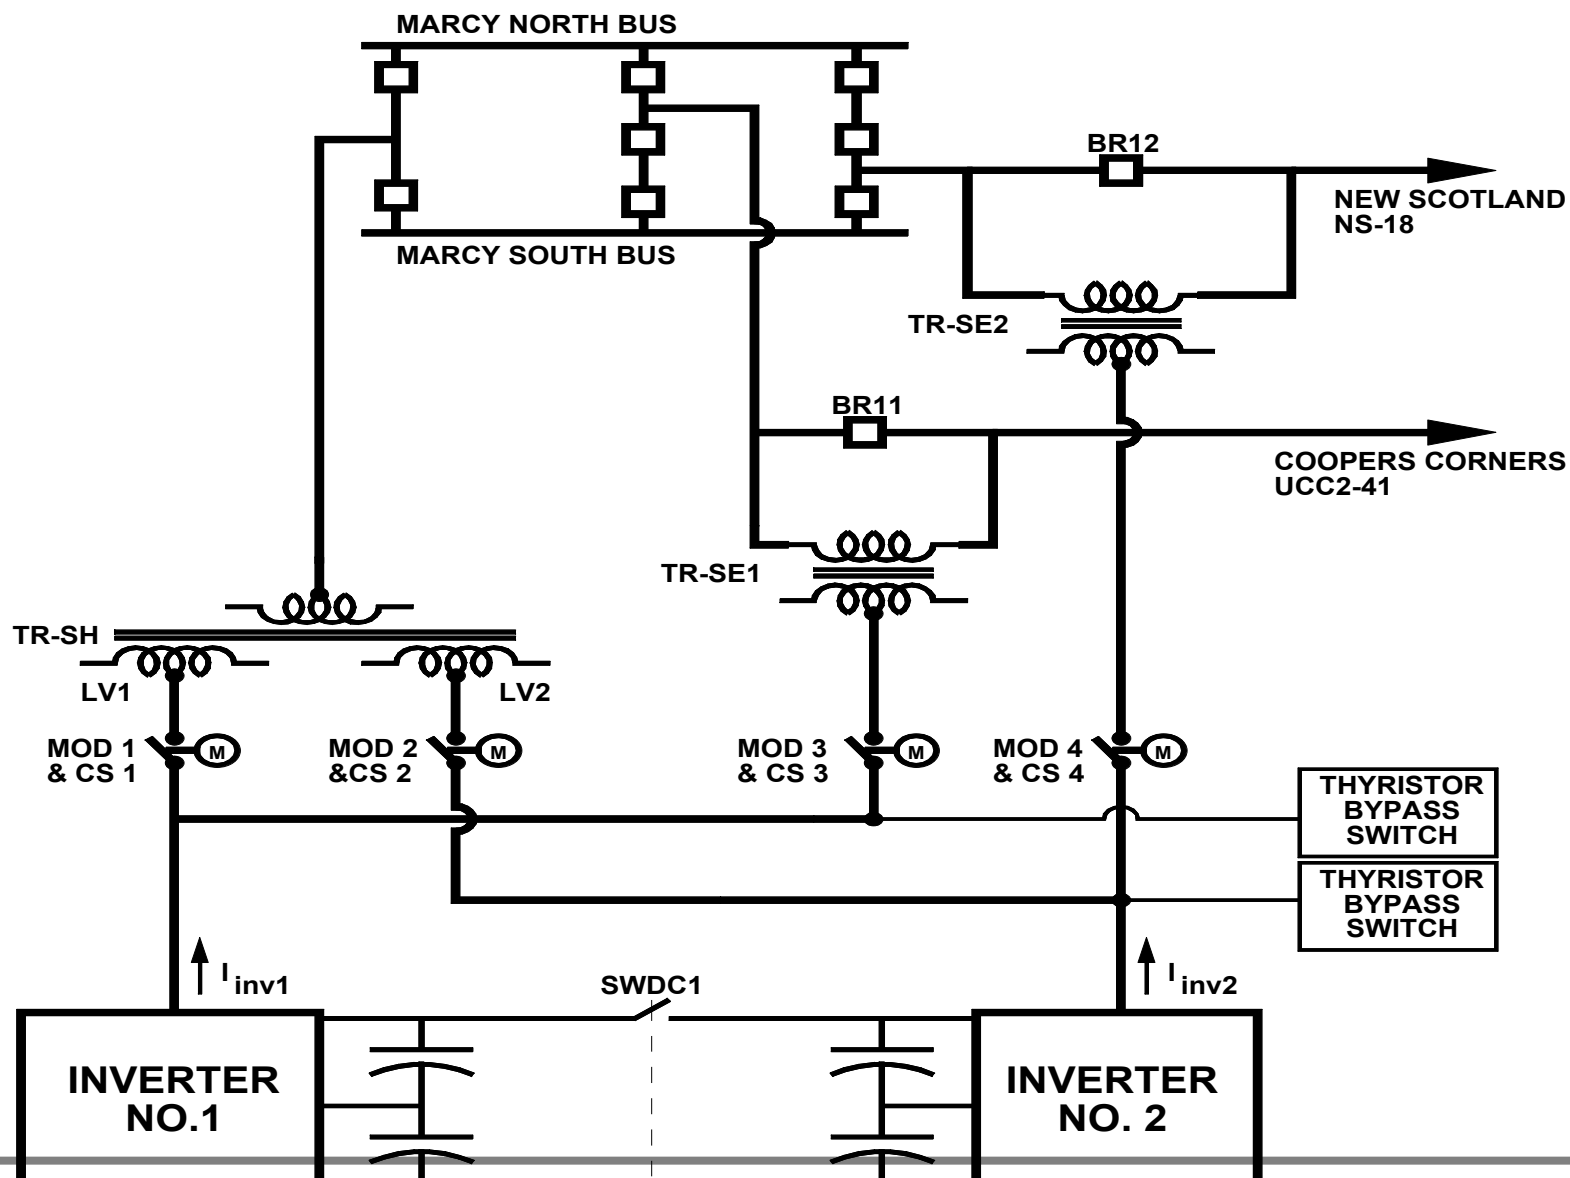 MARCY NORTH BUS
MARCY SOUTH BUS
BR12
NEW SCOTLAND
NS-18
TR-SE2
BR11
COOPERS CORNERS
UCC2-41
TR-SE1
TR-SH
LV1
LV2
MOD 1
& CS 1
M
MOD 2
&CS 2
M
MOD 3
& CS 3
M
MOD 4
& CS 4
M
THYRISTOR
BYPASS
SWITCH
THYRISTOR
BYPASS
SWITCH
I inv1
SWDC1
I inv2
INVERTER
NO.1
INVERTER
NO. 2